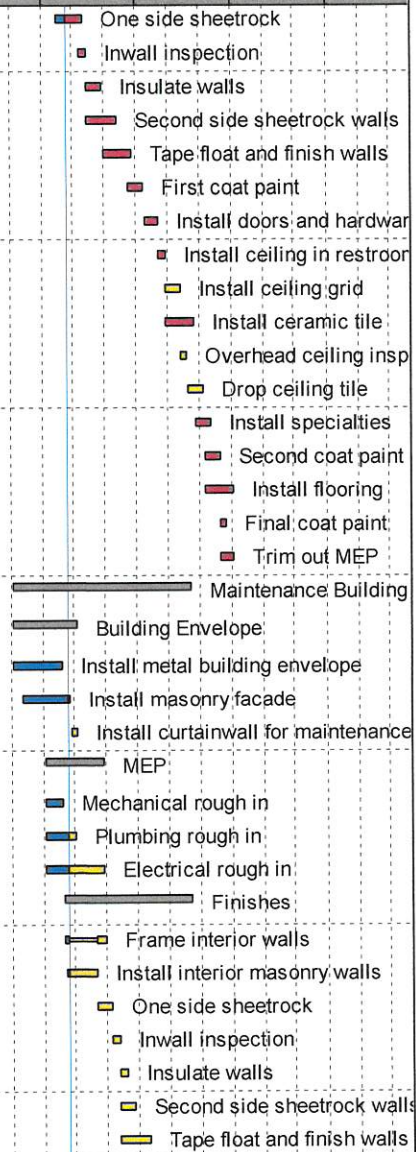 One side sheetrock
Inwall inspection
Insulate walls
Second side sheetrock walls
Tape float and finish walls
First coat paint
Install doors and hardwar
Install ceiling in restroor
Install ceiling grid
Install ceramic tile
Overhead ceiling insp
Drop ceiling tile
Install specialties
Second coat paint
Install flooring
Final coat paint
Trim out MEP
Maintenance Building
Building Envelope
Install metal building envelope
Install masonry facade
Install curtainwall for maintenance
MEP
Mechanical rough in
Plumbing rough in
Electrical rough in
Finishes
Frame interior walls
Install interior masonry walls
One side sheetrock
Inwall inspection
Insulate walls
Second side sheetrock walls
Tape float and finish walls